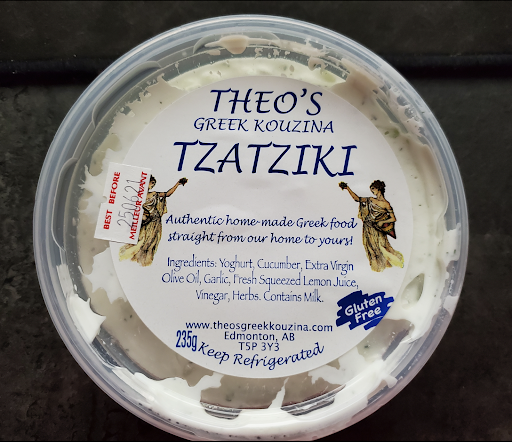 THEO'S
GREEK KOUZINA
TZATZIKI
BEST BEFORE
250621
MEILLEUR AVANT
Authentic home-made Greek food
straight from our home to yours!
Ingredients: Yoghurt, Cucumber, Extra Virgin
Olive Oil, Garlic, Fresh Squeezed Lemon Juice,
Vinegar, Herbs. Contains Milk.
Gluten
Free
www.theosgreekkouzina.com
Edmonton, AB
T5P 3Y3
235g
Keep Refrigerated